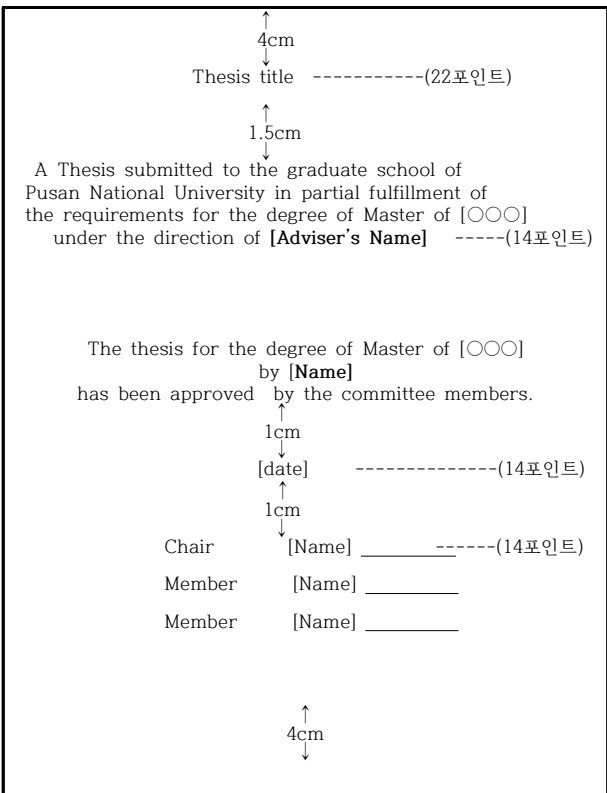 ↑
4cm
↓
Thesis title -----------(22포인트)
↑
1.5cm
↓
A Thesis submitted to the graduate school of
Pusan National University in partial fulfillment of
the requirements for the degree of Master of [○○○]
under the direction of [Adviser's Name] -----(14포인트)
The thesis for the degree of Master of [○○○]
by [Name]
has been approved by the committee members.
↑
1cm
↓
[date] --------------(14포인트)
↑
1cm
↓
Chair [Name] __________------(14포인트)
Member [Name] __________
Member [Name] __________
↑
4cm
↓